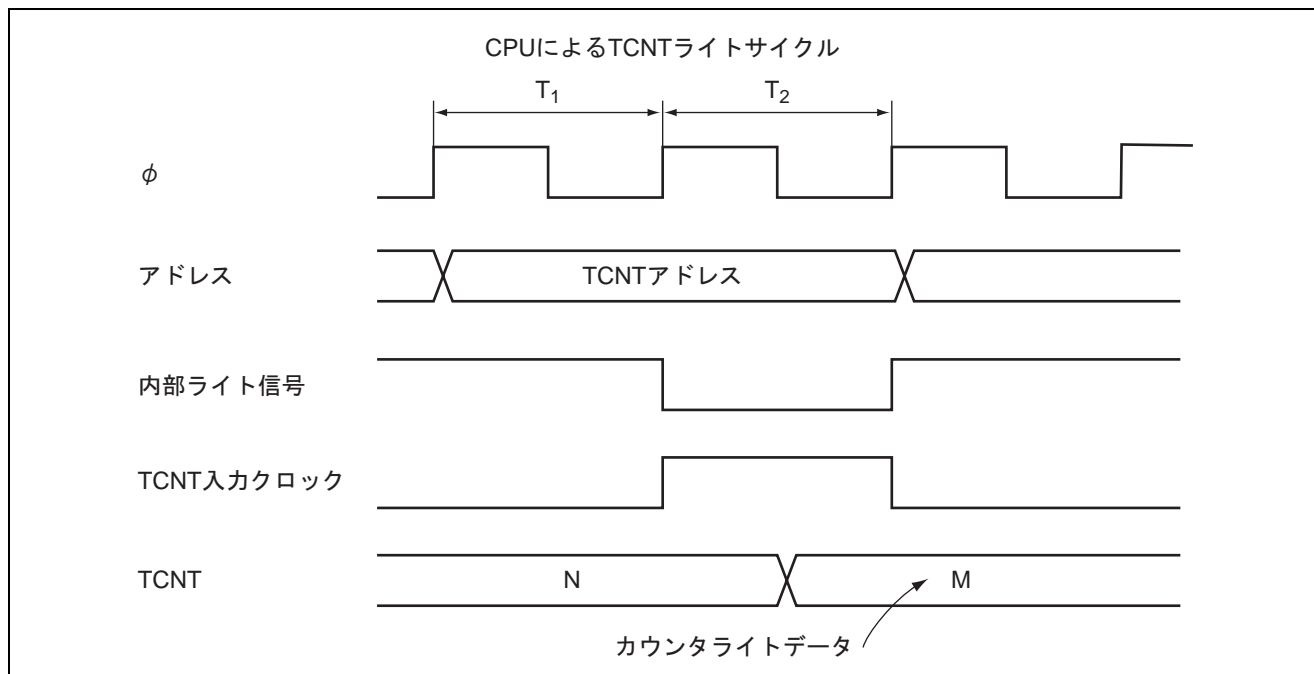 CPUによるTCNTライトサイクル
T1 T2
φ
アドレス TCNTアドレス
内部ライト信号
TCNT入力クロック
TCNT N M
カウンタライトデータ